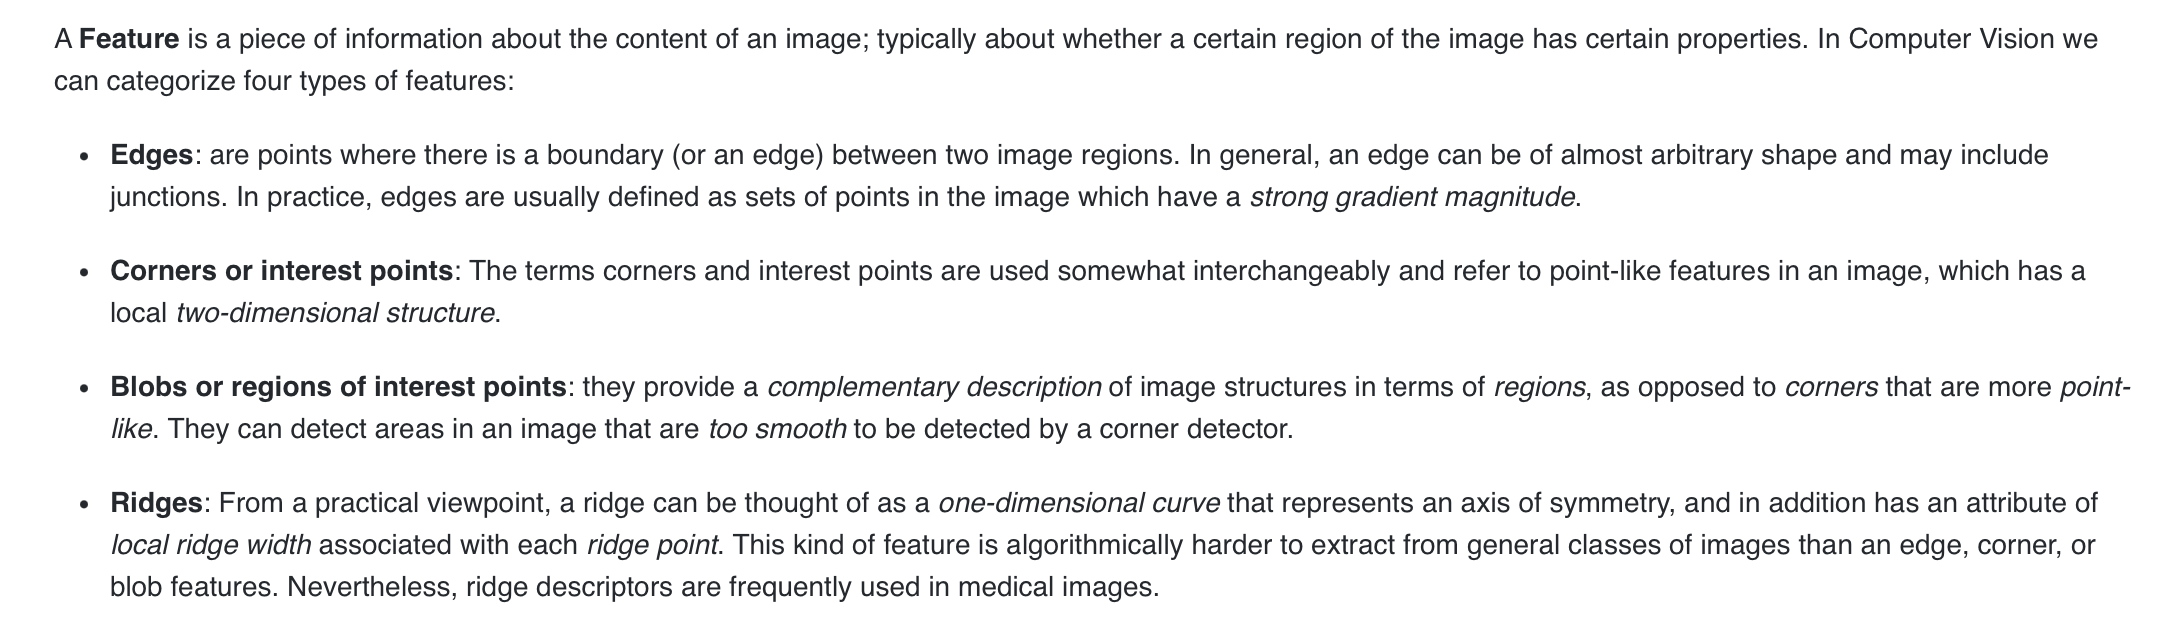 A Feature is a piece of information about the content of an image; typically about whether a certain region of the image has certain properties. In Computer Vision we
can categorize four types of features:
• Edges: are points where there is a boundary (or an edge) between two image regions. In general, an edge can be of almost arbitrary shape and may include
junctions. In practice, edges are usually defined as sets of points in the image which have a strong gradient magnitude.
• Corners or interest points: The terms corners and interest points are used somewhat interchangeably and refer to point-like features in an image, which has a
local two-dimensional structure.
• Blobs or regions of interest points: they provide a complementary description of image structures in terms of regions, as opposed to corners that are more point-
like. They can detect areas in an image that are too smooth to be detected by a corner detector.
• Ridges: From a practical viewpoint, a ridge can be thought of as a one-dimensional curve that represents an axis of symmetry, and in addition has an attribute of
local ridge width associated with each ridge point. This kind of feature is algorithmically harder to extract from general classes of images than an edge, corner, or
blob features. Nevertheless, ridge descriptors are frequently used in medical images.